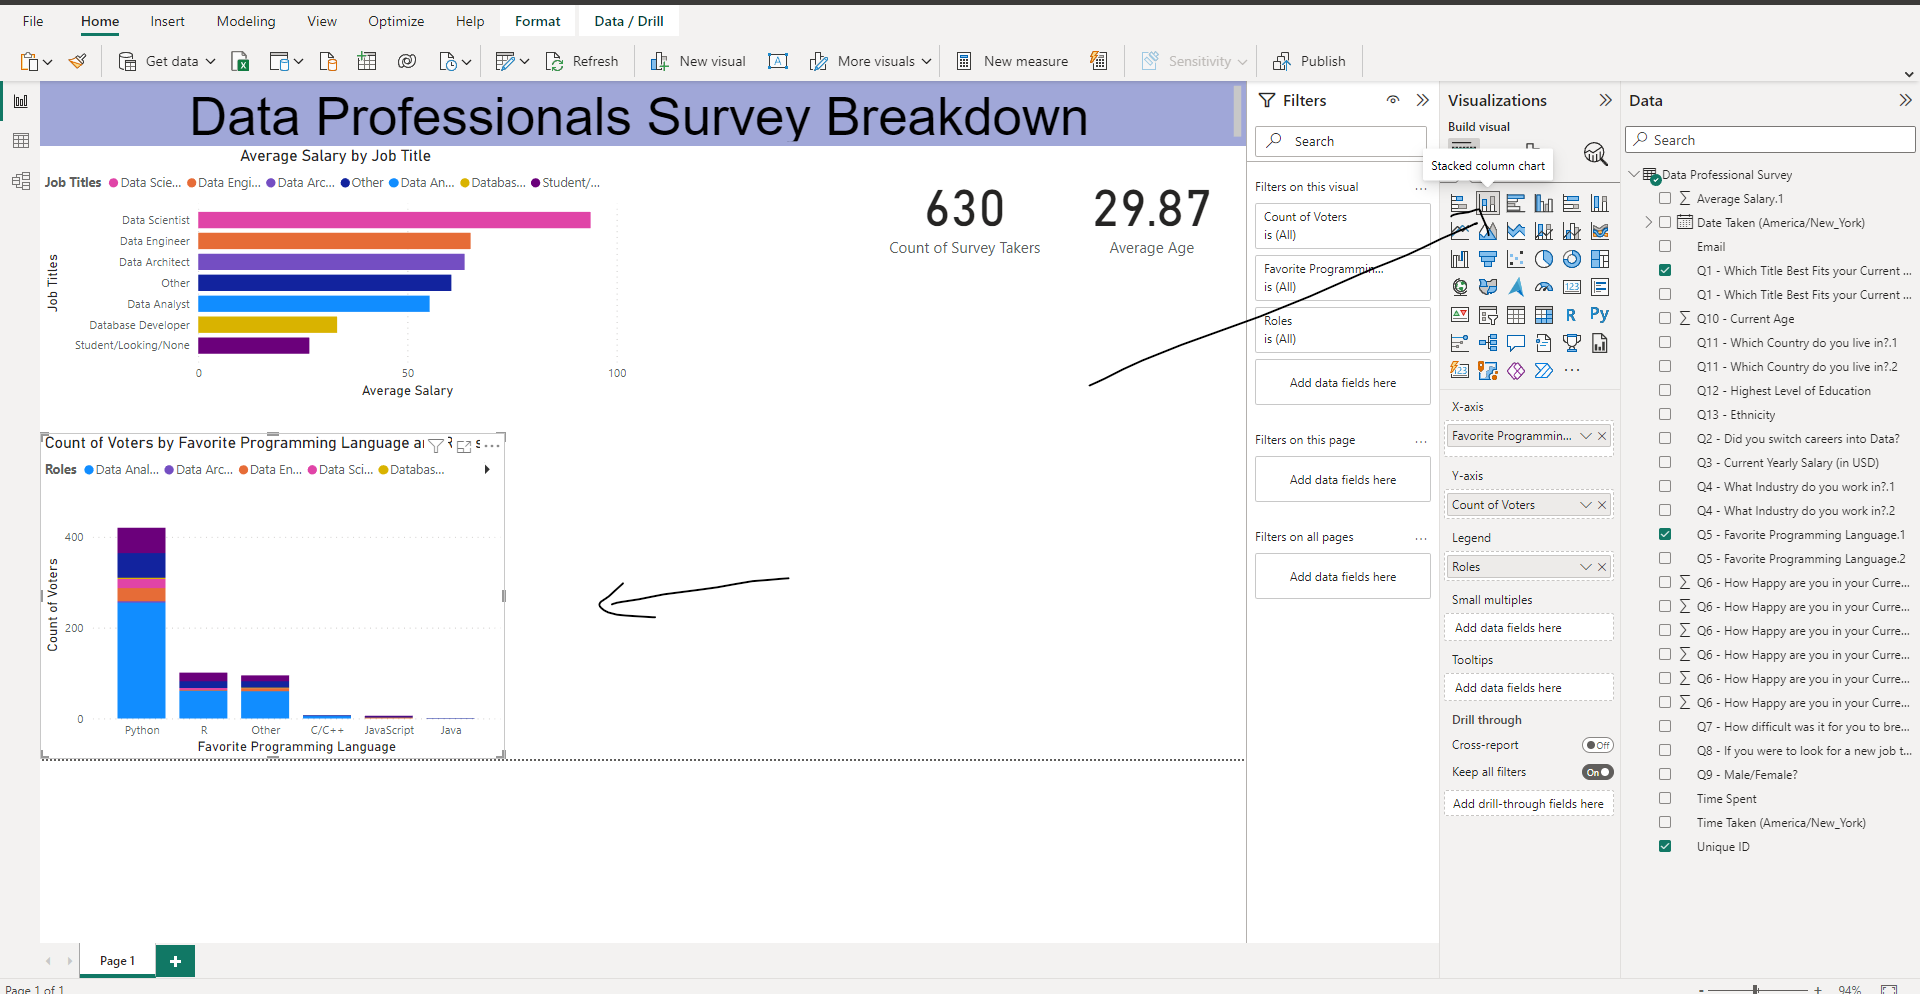 File Home Insert Modeling View Optimize Help Format Data / Drill
Get data Refresh New visual A More visuals New measure Sensitivity Publish
Data Professionals Survey Breakdown
Average Salary by Job Title
Job Titles Data Scie... Data Engi... Data Arc... Other Data An... Databas... Student/...
Job Titles
Data Scientist
Data Engineer
Data Architect
Other
Data Analyst
Database Developer
Student/Looking/None
0 50 100
Average Salary
630
Count of Survey Takers
29.87
Average Age
Count of Voters by Favorite Programming Language
Roles Data Anal... Data Arc... Data En... Data Sci... Databas...
Count of Voters
400
200
0
Python R Other C/C++ JavaScript Java
Favorite Programming Language
Page 1
Page 1 of 1
94%
Filters
Search
Filters on this visual
Count of Voters
is (All)
Favorite Programmin...
is (All)
Roles
is (All)
Add data fields here
Filters on this page
Add data fields here
Filters on all pages
Add data fields here
Visualizations
Build visual
Stacked column chart
123
R Py
123
X-axis
Favorite Programmin...
Y-axis
Count of Voters
Legend
Roles
Small multiples
Add data fields here
Tooltips
Add data fields here
Drill through
Cross-report Off
Keep all filters On
Add drill-through fields here
Data
Search
Data Professional Survey
Average Salary.1
Date Taken (America/New_York)
Email
Q1 - Which Title Best Fits your Current ...
Q1 - Which Title Best Fits your Current ...
Q10 - Current Age
Q11 - Which Country do you live in?.1
Q11 - Which Country do you live in?.2
Q12 - Highest Level of Education
Q13 - Ethnicity
Q2 - Did you switch careers into Data?
Q3 - Current Yearly Salary (in USD)
Q4 - What Industry do you work in?.1
Q4 - What Industry do you work in?.2
Q5 - Favorite Programming Language.1
Q5 - Favorite Programming Language.2
Q6 - How Happy are you in your Curre...
Q6 - How Happy are you in your Curre...
Q6 - How Happy are you in your Curre...
Q6 - How Happy are you in your Curre...
Q6 - How Happy are you in your Curre...
Q6 - How Happy are you in your Curre...
Q7 - How difficult was it for you to bre...
Q8 - If you were to look for a new job t...
Q9 - Male/Female?
Time Spent
Time Taken (America/New_York)
Unique ID